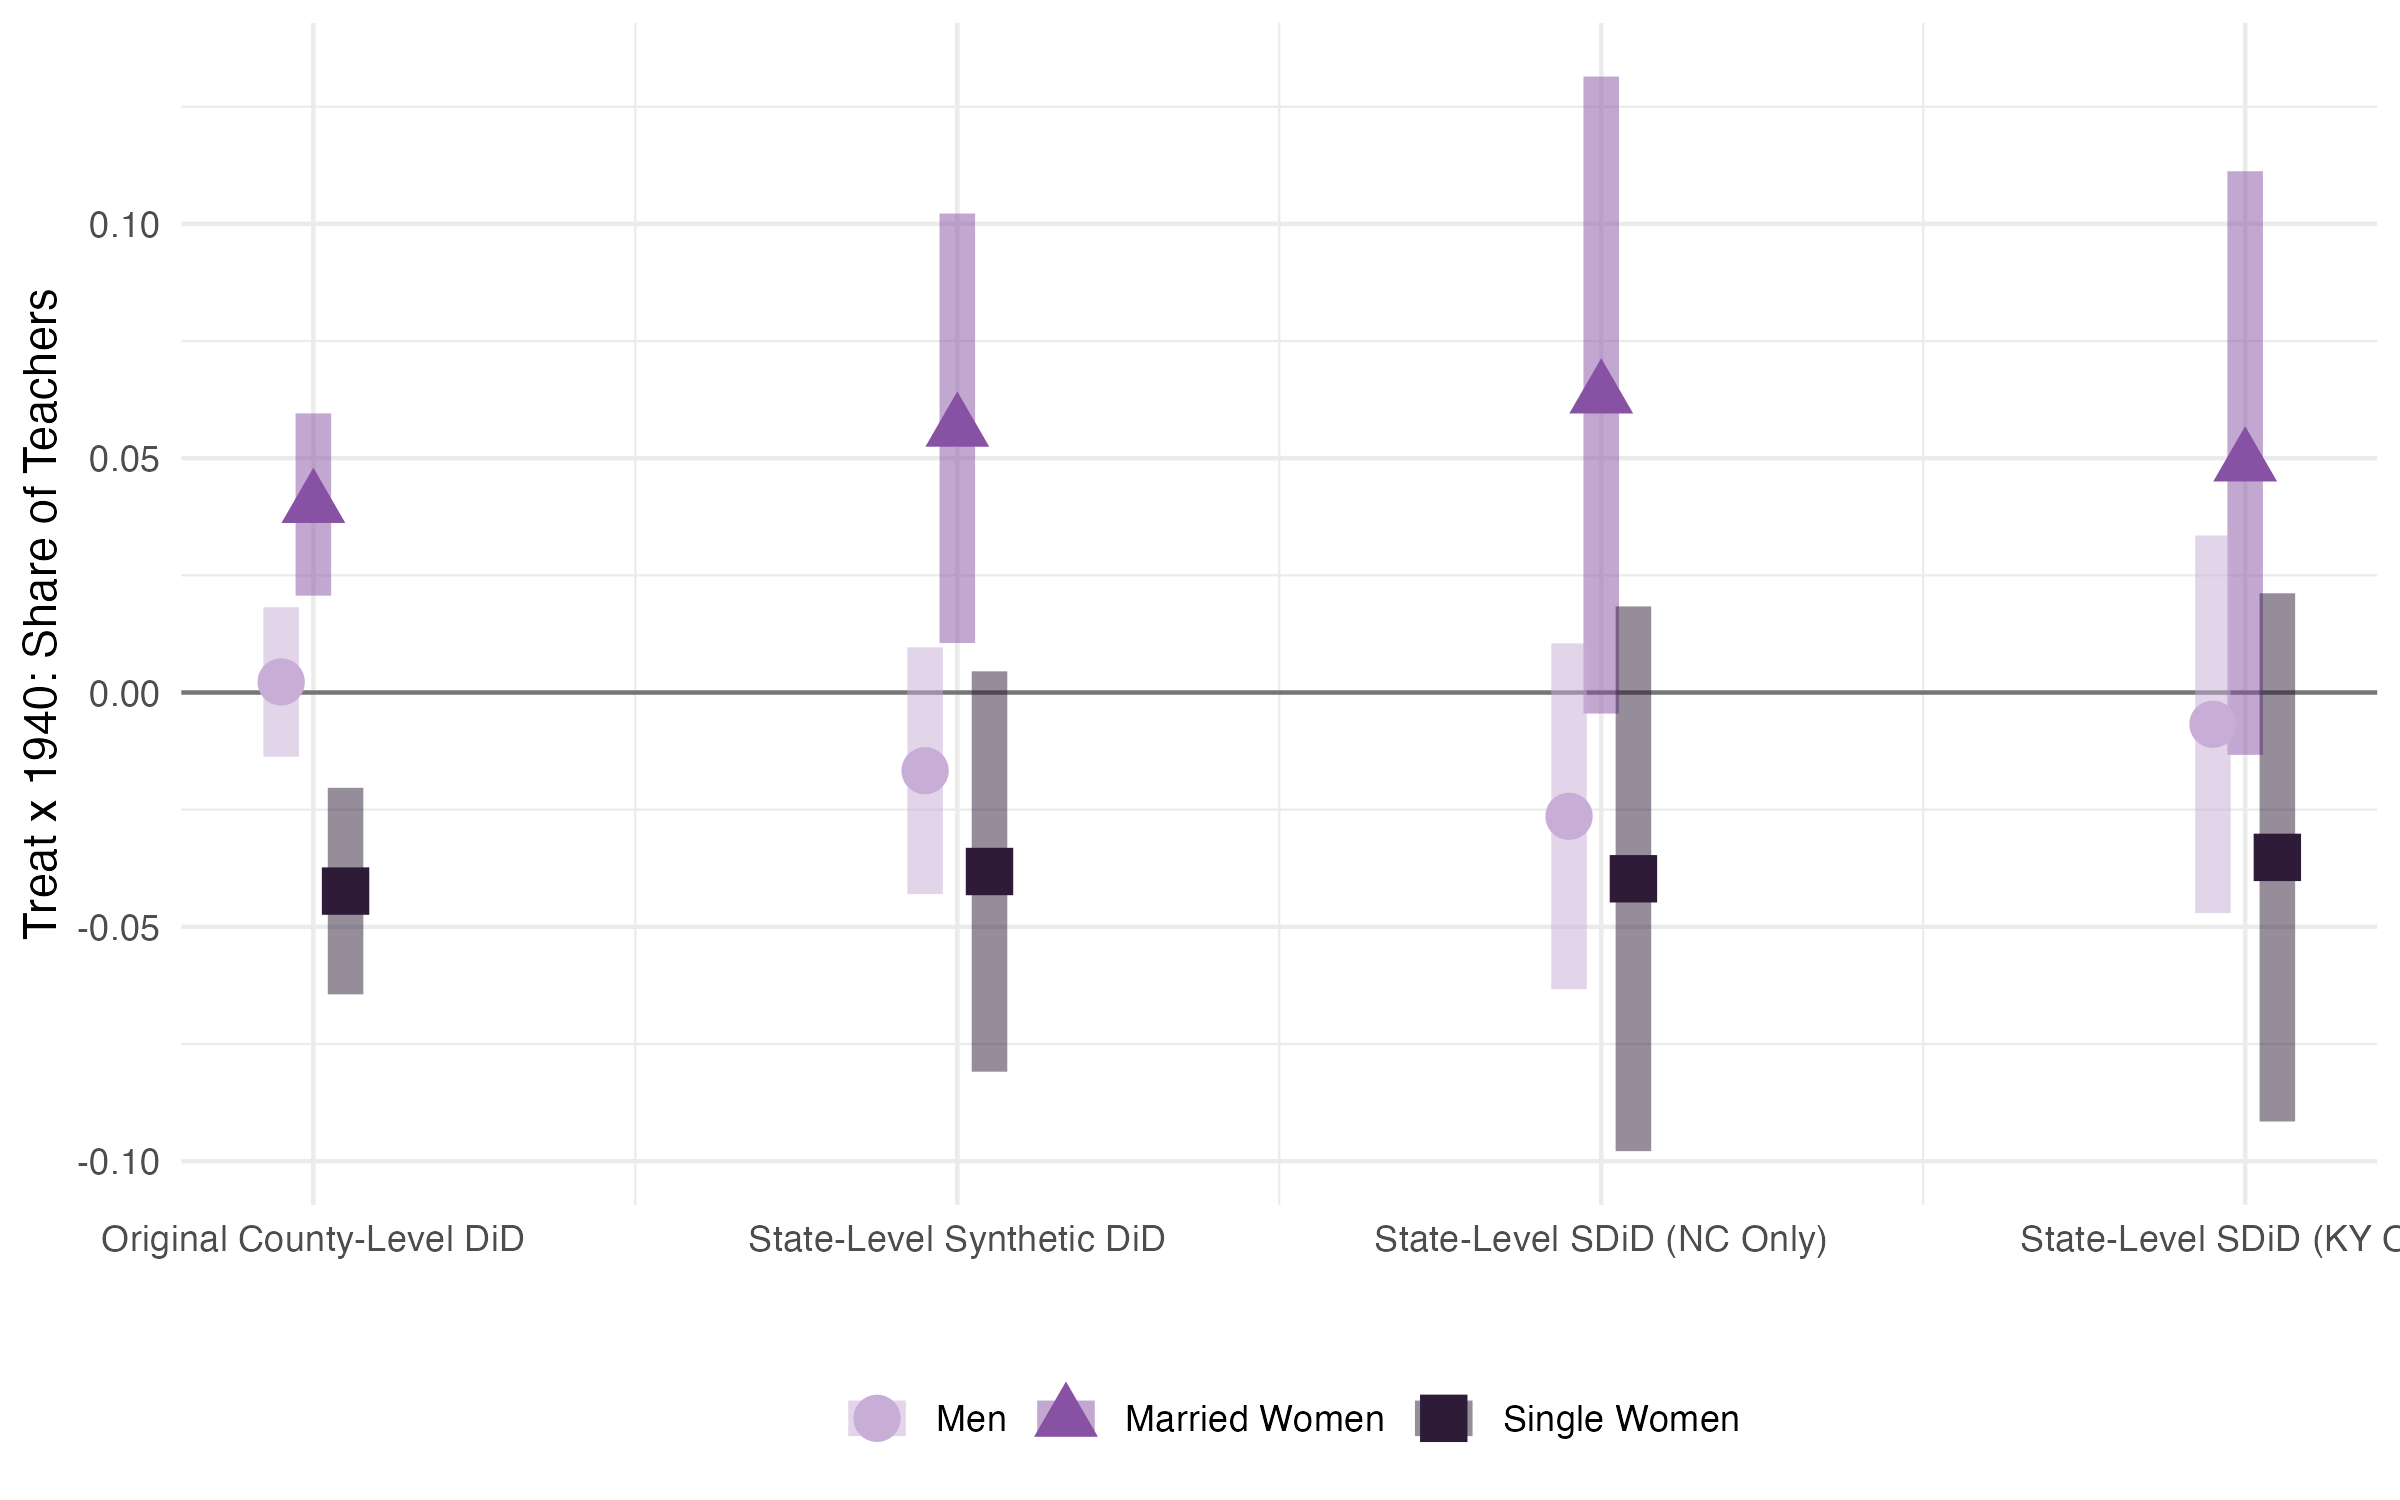 Treat x 1940: Share of Teachers
0.10
0.05
0.00
-0.05
-0.10
Original County-Level DiD
State-Level Synthetic DiD
State-Level SDiD (NC Only)
State-Level SDiD (KY
Men
Married Women
Single Women